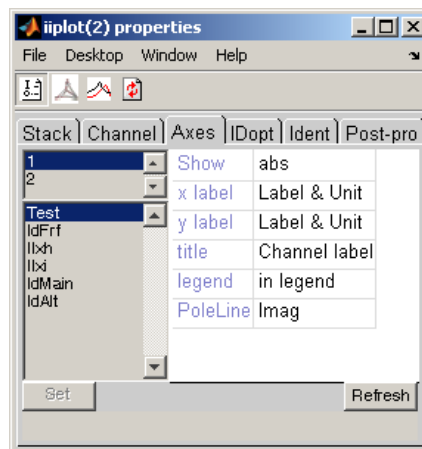 iiplot(2) properties
File Desktop Window Help
Stack Channel Axes IDopt Ident Post-pro
1
2
Test
IdFrf
IIxh
IIxi
IdMain
IdAlt
Show abs
x label Label & Unit
y label Label & Unit
title Channel label
legend in legend
PoleLine Imag
Set Refresh